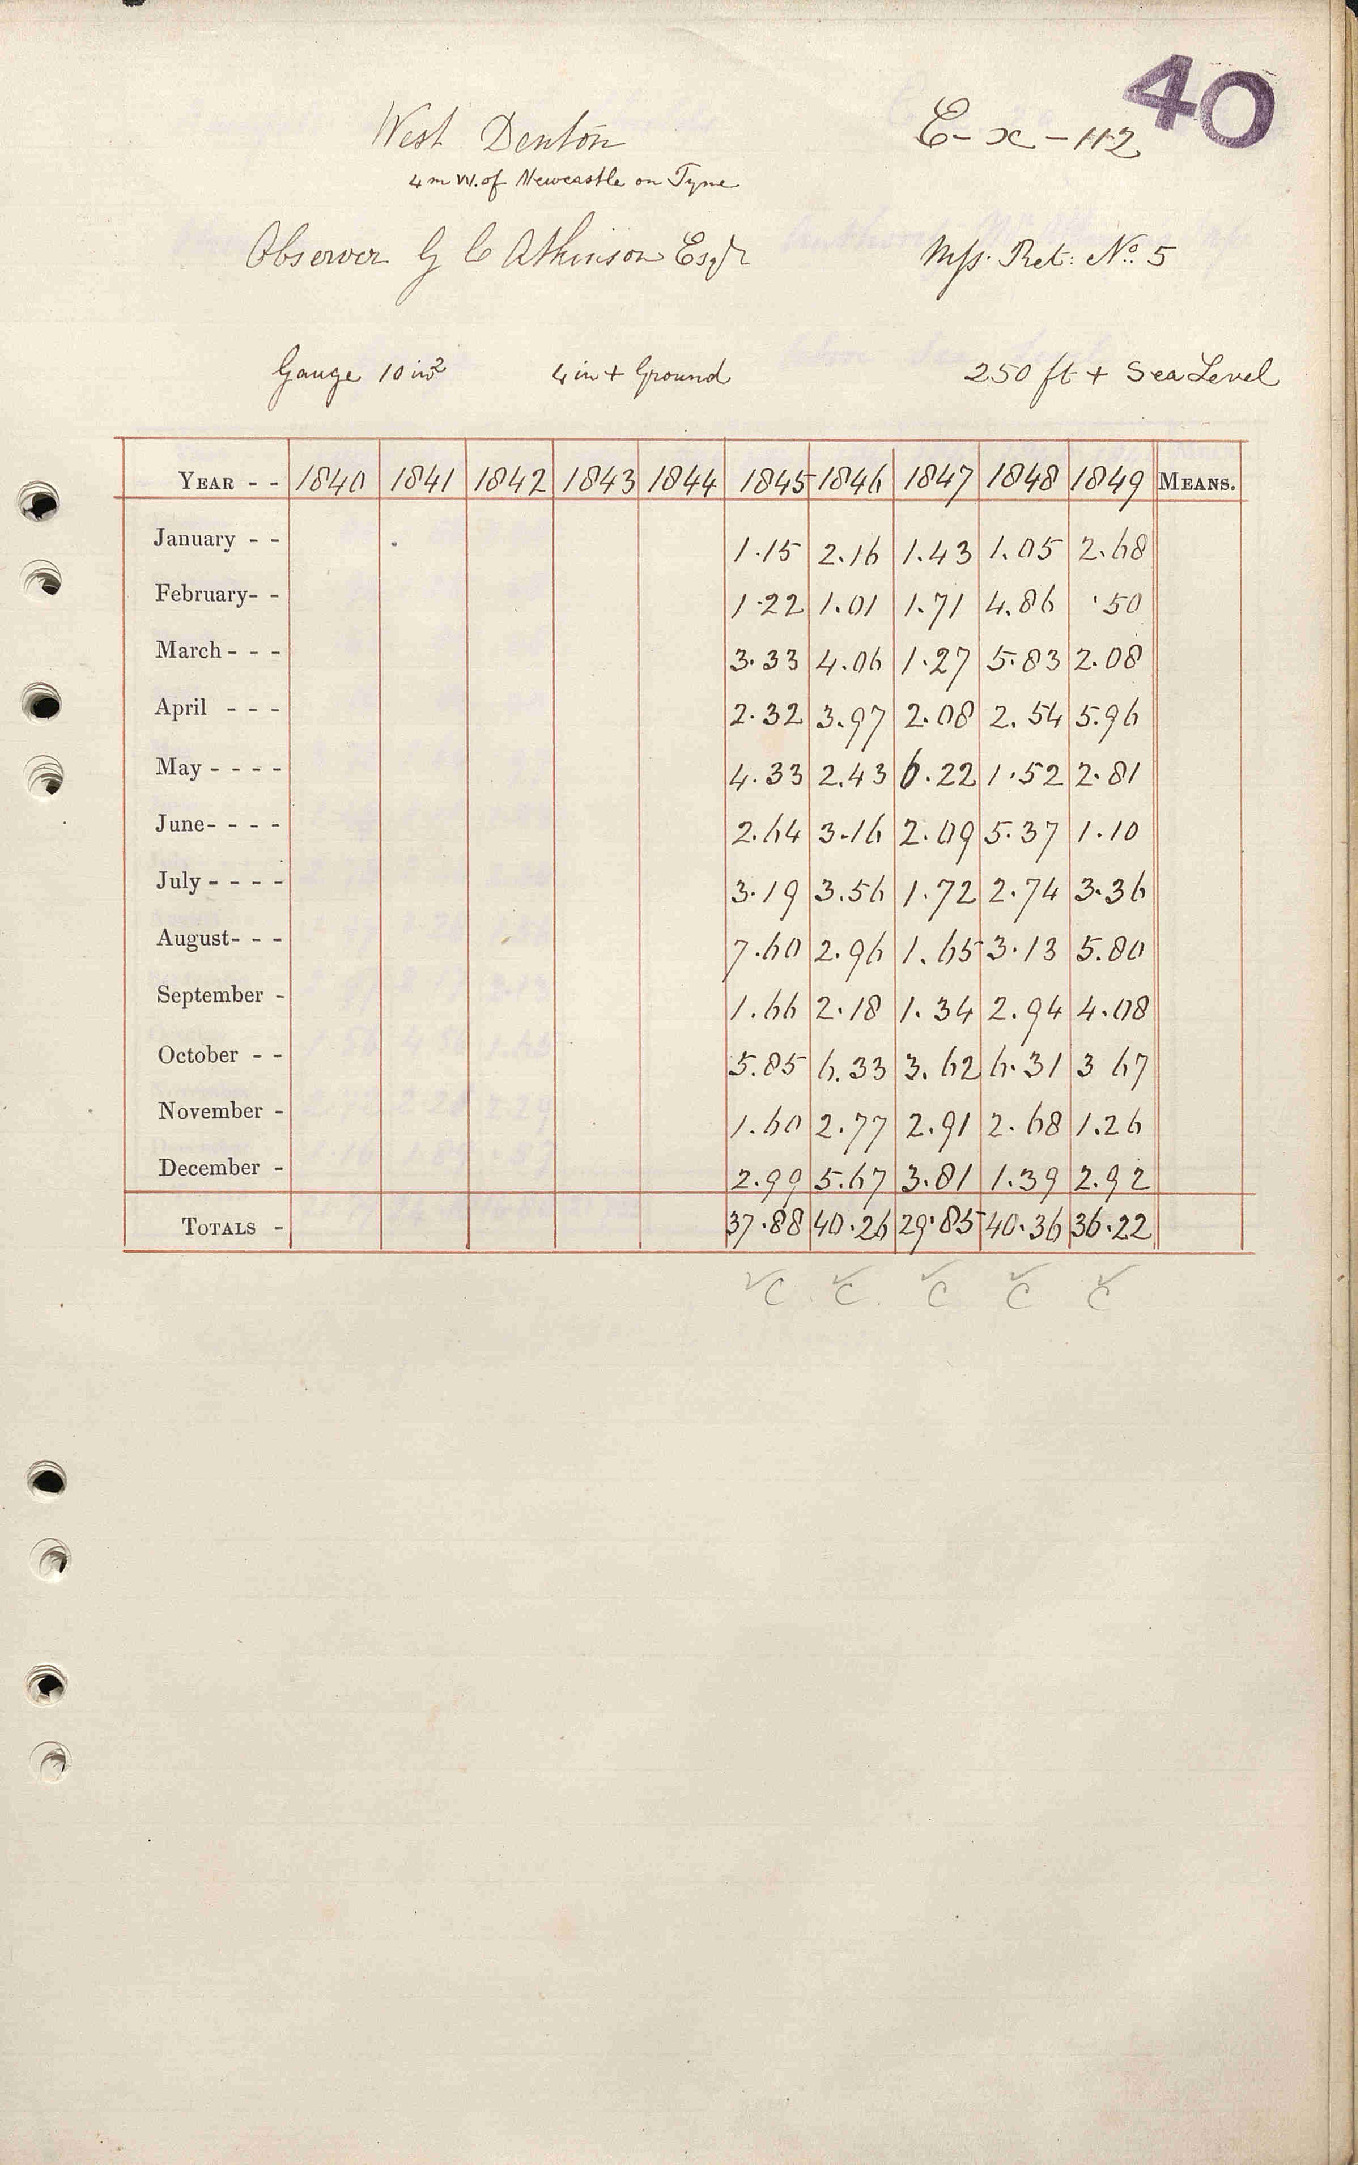 40
West Denton E-x-112
4 m W. of Newcastle on Tyne
Observer G C Atkinson Esqr Mss. Ret: No. 5
Gauge 10 in2 4 in + Ground 250 ft + Sea Level
YEAR - - 1840 1841 1842 1843 1844 1845 1846 1847 1848 1849 MEANS.
January - - 1.15 2.16 1.43 1.05 2.68
February - - 1.22 1.01 1.71 4.86 .50
March - - - 3.33 4.06 1.27 5.83 2.08
April - - - 2.32 3.97 2.08 2.54 5.96
May - - - - 4.33 2.43 6.22 1.52 2.81
June - - - - 2.64 3.16 2.09 5.37 1.10
July - - - - 3.19 3.56 1.72 2.74 3.36
August - - - 7.60 2.96 1.65 3.13 5.80
September - 1.66 2.18 1.34 2.94 4.08
October - - 5.85 6.33 3.62 6.31 3 67
November - 1.60 2.77 2.91 2.68 1.26
December - 2.99 5.67 3.81 1.39 2.92
TOTALS - 37.88 40.26 29.85 40.36 36.22
✓C ✓C ✓C ✓C ✓C